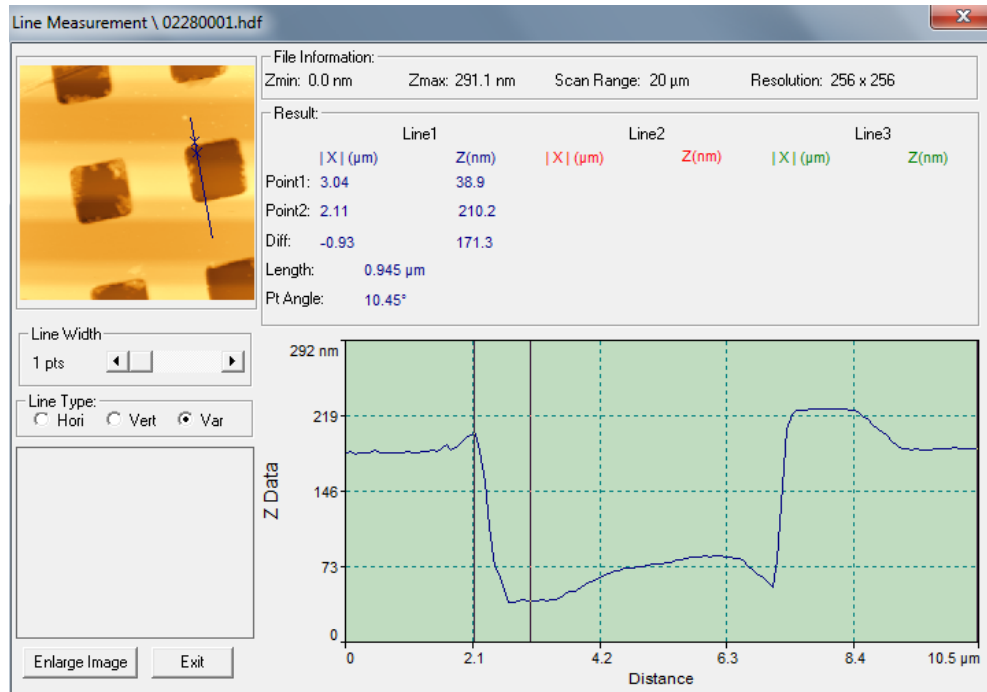 Line Measurement \ 02280001.hdf
File Information:
Zmin: 0.0 nm Zmax: 291.1 nm Scan Range: 20 µm Resolution: 256 x 256
Result:
Line1 Line2 Line3
| X | (µm) Z(nm) | X | (µm) Z(nm) | X | (µm) Z(nm)
Point1: 3.04 38.9
Point2: 2.11 210.2
Diff: -0.93 171.3
Length: 0.945 µm
Pt Angle: 10.45°
Line Width
1 pts
Line Type:
Hori Vert Var
Enlarge Image Exit
292 nm
219
146
73
0
Z Data
0 2.1 4.2 6.3 8.4 10.5 µm
Distance